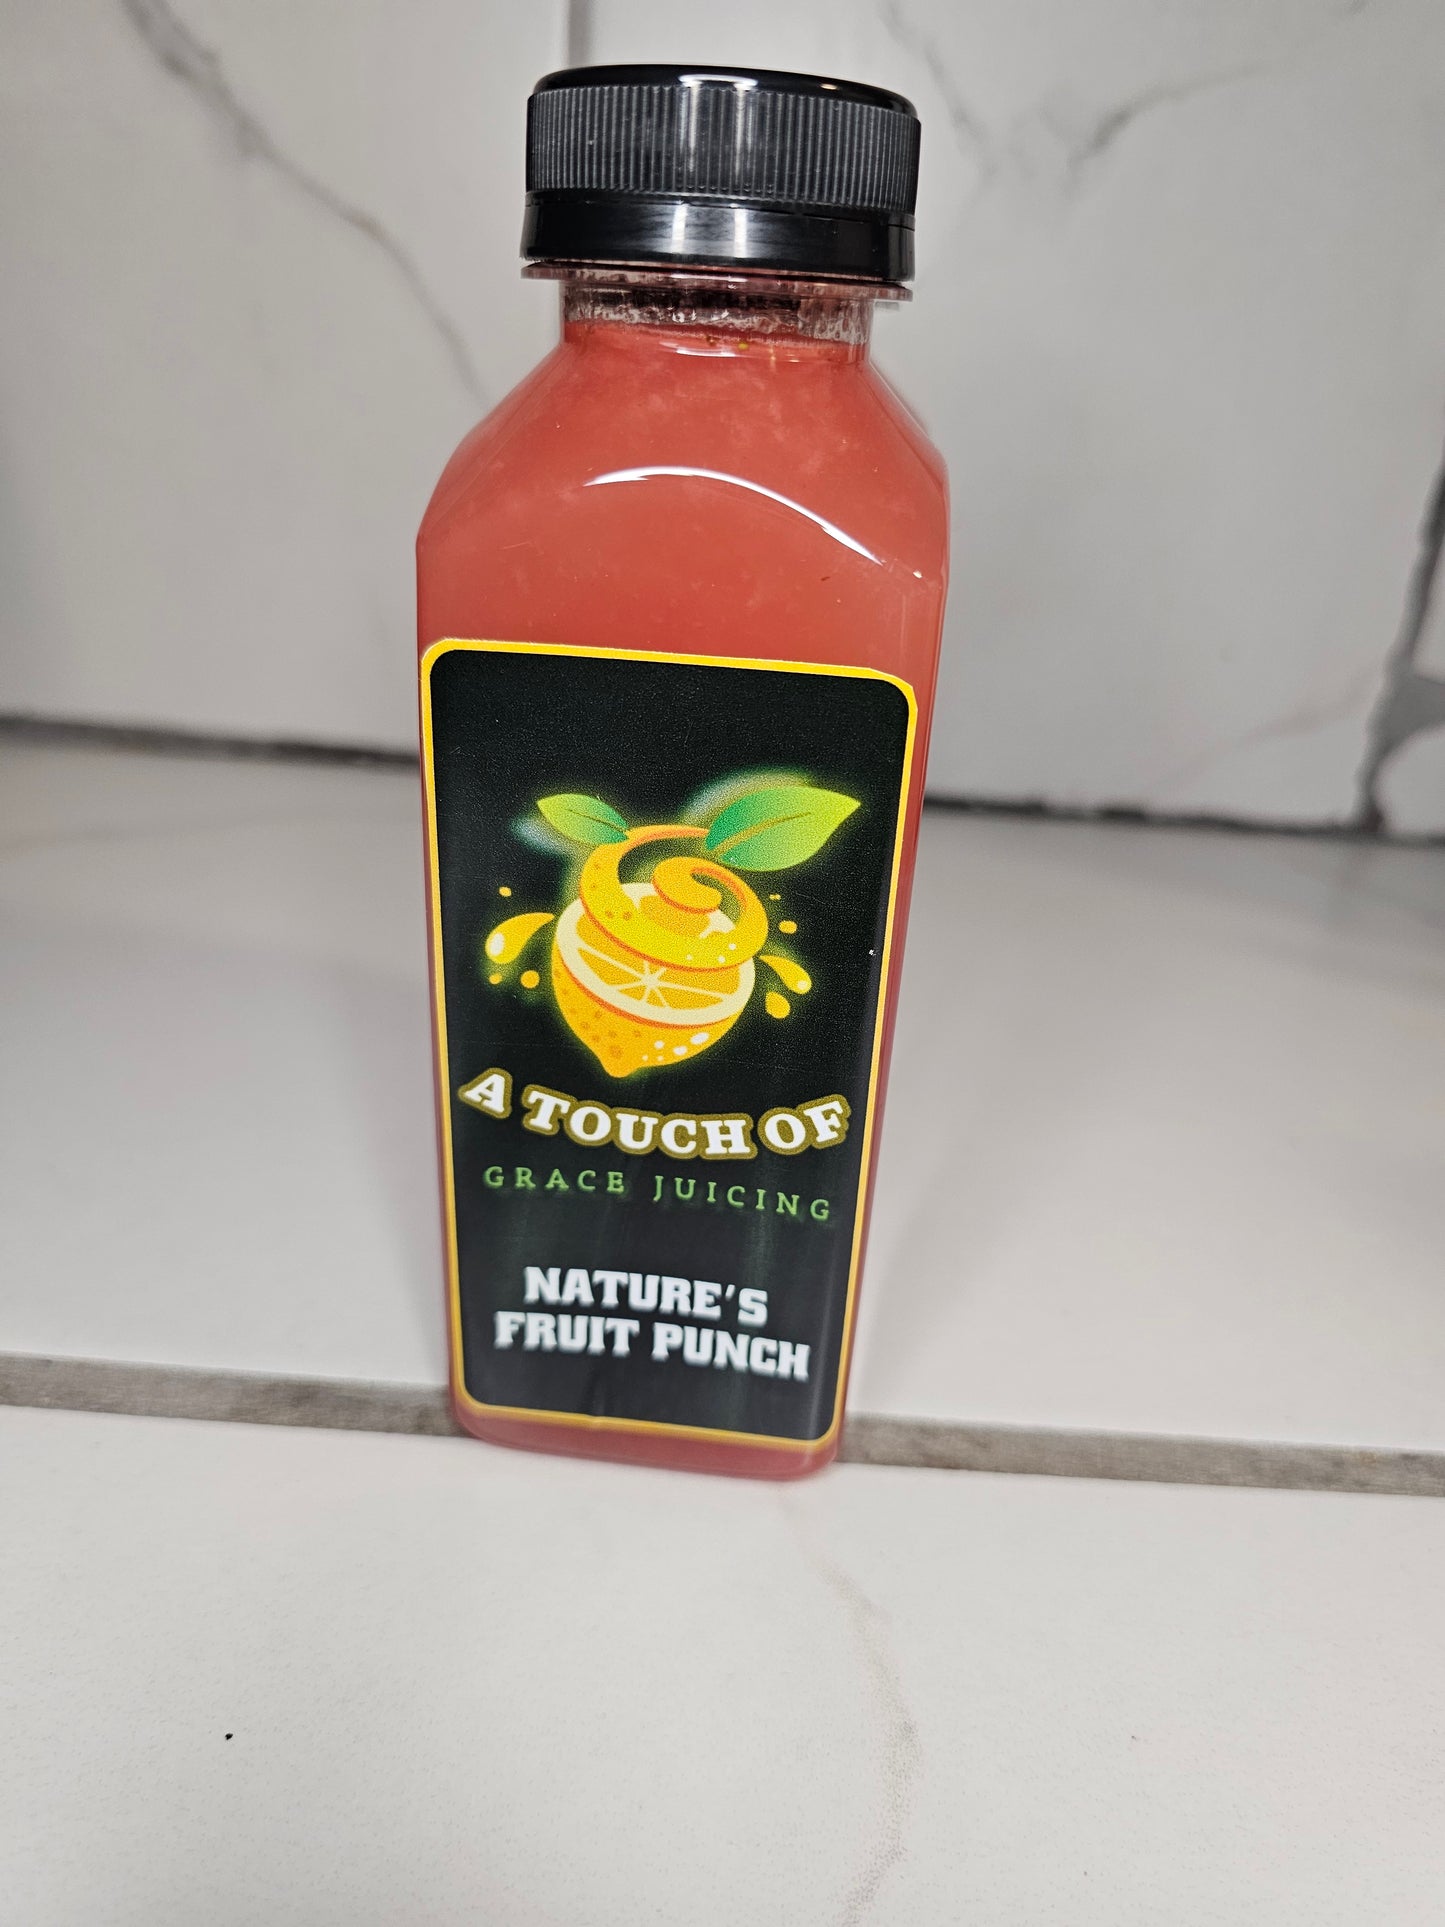 A TOUCH OF
GRACE JUICING
NATURE'S
FRUIT PUNCH